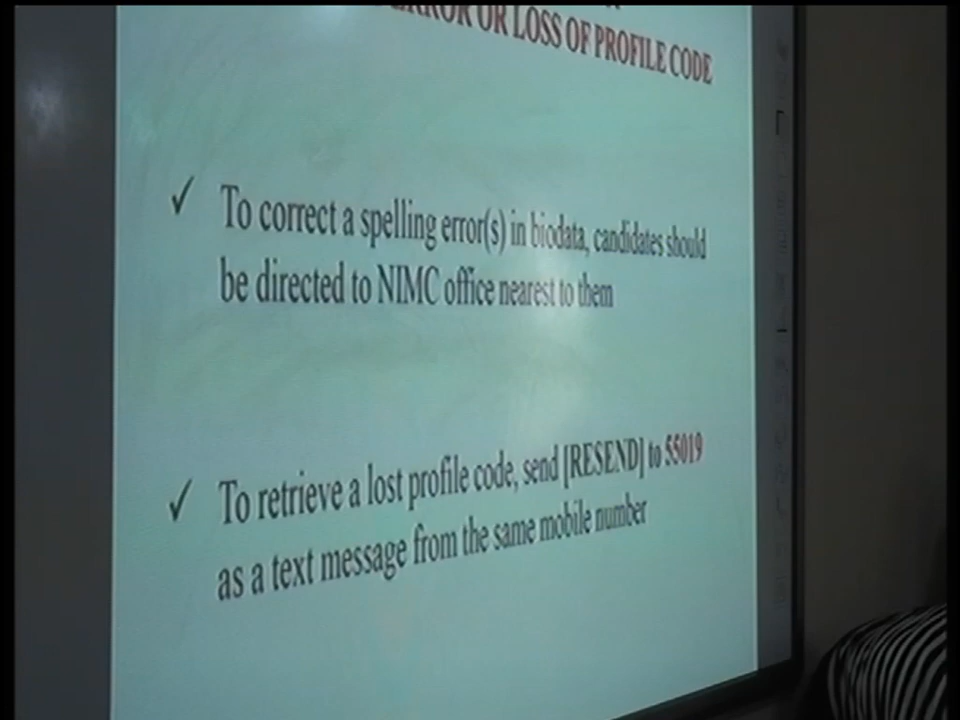 ERROR OR LOSS OF PROFILE CODE
✓ To correct a spelling error(s) in biodata, candidates should
be directed to NIMC office nearest to them
✓ To retrieve a lost profile code, send [RESEND] to 55019
as a text message from the same mobile number